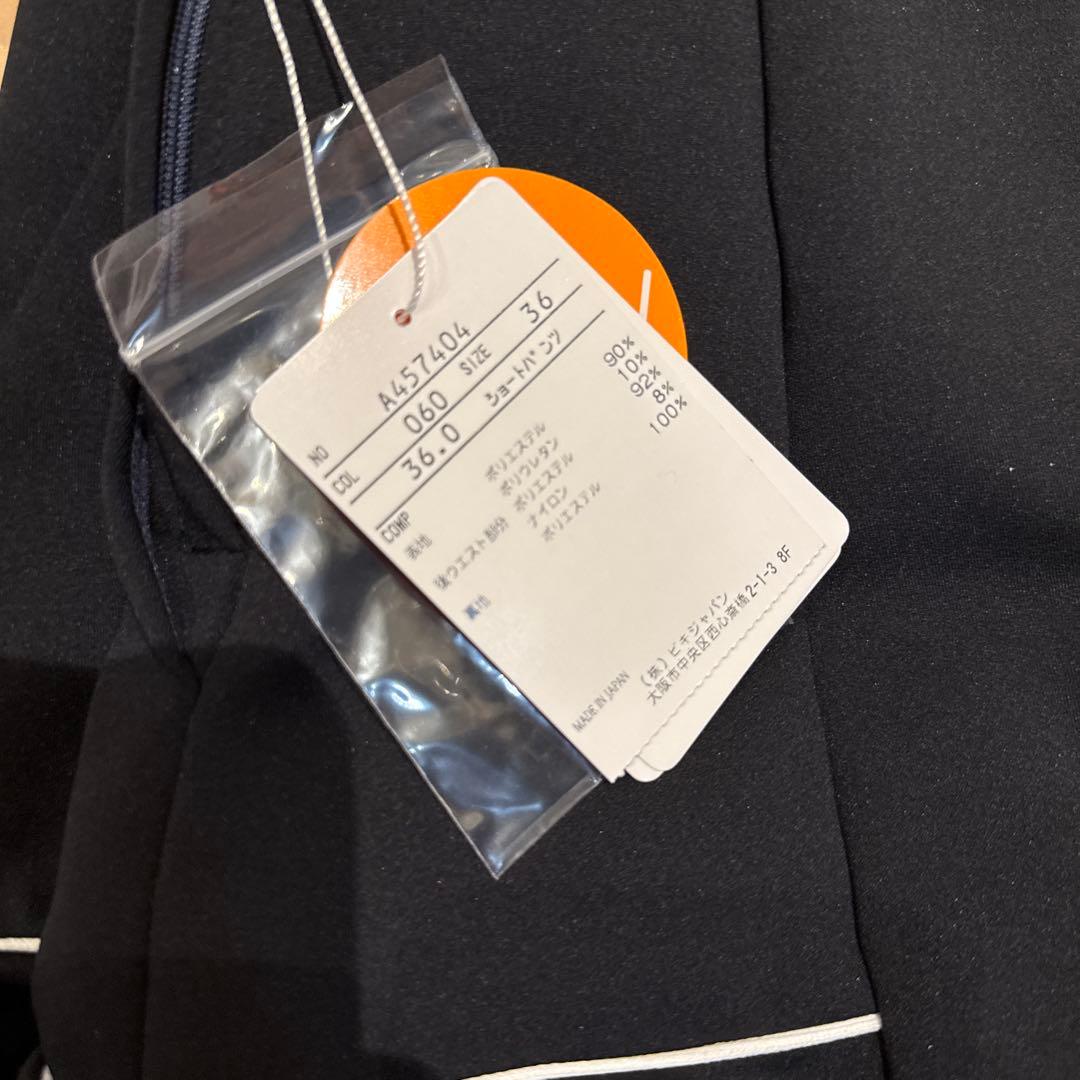 NO A457404
COL 060 SIZE 36
36.0 ショートパンツ
COMP
表地 ポリエステル 90%
ポリウレタン 10%
後ウエスト部分 ポリエステル 92%
ナイロン 8%
裏地 ポリエステル 100%
MADE IN JAPAN
(株)ビキジャパン
大阪市中央区西心斎橋2-1-3 8F